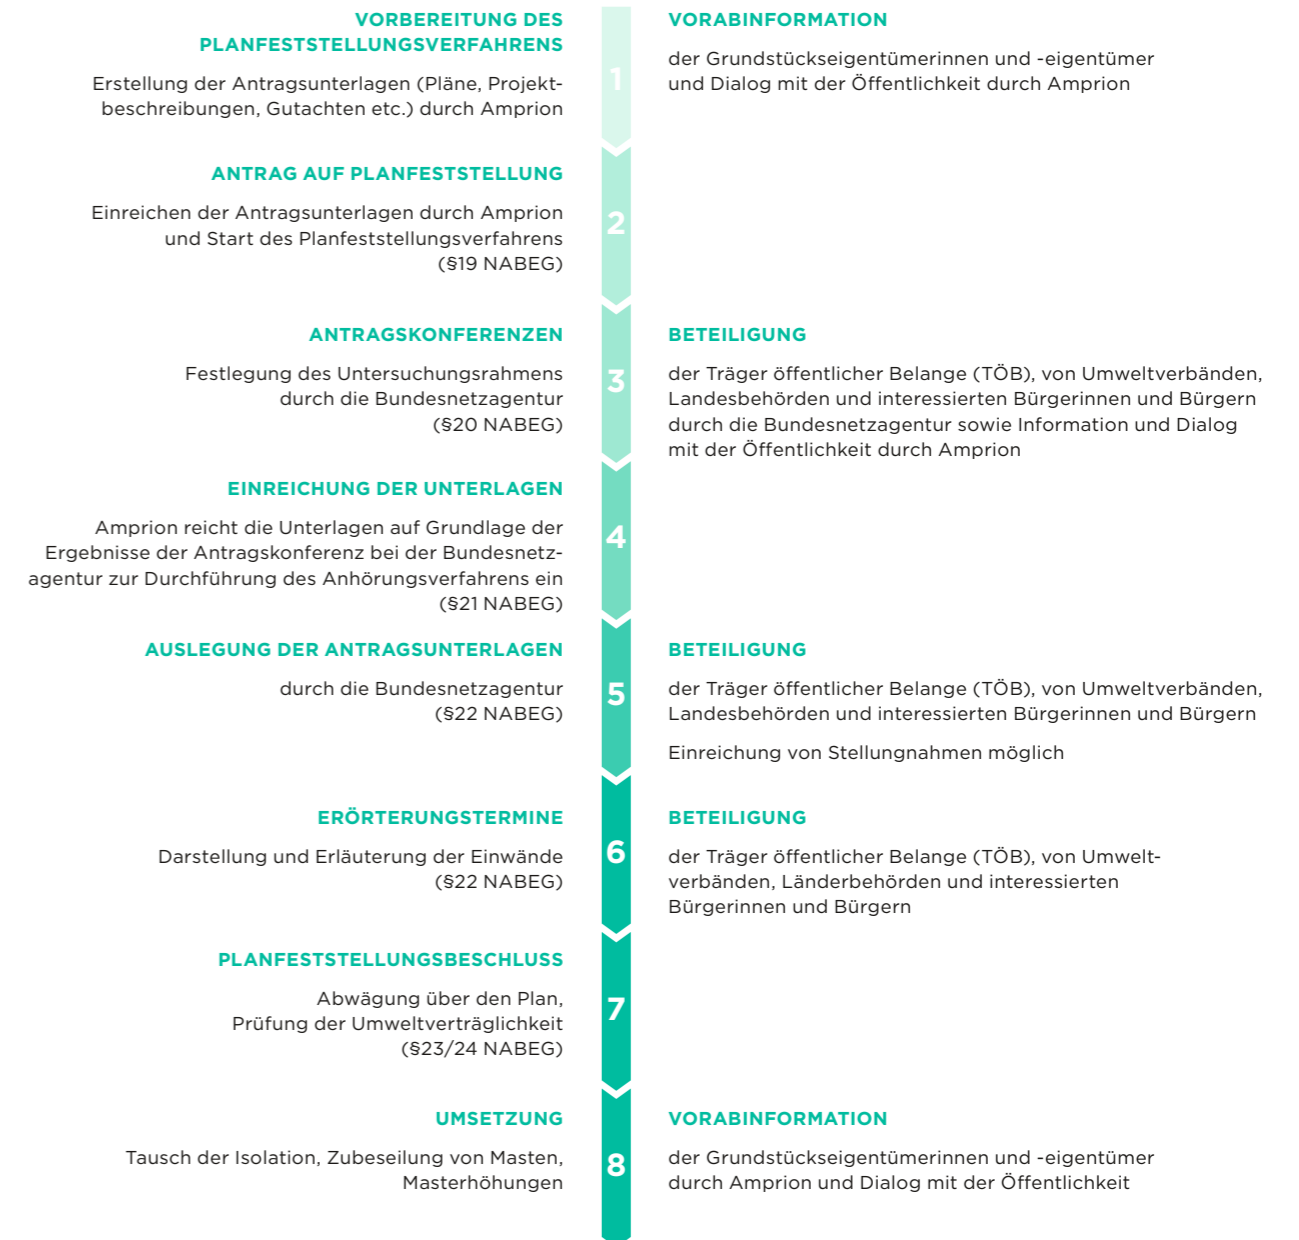 VORBEREITUNG DES
PLANFESTSTELLUNGSVERFAHRENS
Erstellung der Antragsunterlagen (Pläne, Projekt-
beschreibungen, Gutachten etc.) durch Amprion
1
VORABINFORMATION
der Grundstückseigentümerinnen und -eigentümer
und Dialog mit der Öffentlichkeit durch Amprion
ANTRAG AUF PLANFESTSTELLUNG
Einreichen der Antragsunterlagen durch Amprion
und Start des Planfeststellungsverfahrens
(§19 NABEG)
2
ANTRAGSKONFERENZEN
Festlegung des Untersuchungsrahmens
durch die Bundesnetzagentur
(§20 NABEG)
3
BETEILIGUNG
der Träger öffentlicher Belange (TÖB), von Umweltverbänden,
Landesbehörden und interessierten Bürgerinnen und Bürgern
durch die Bundesnetzagentur sowie Information und Dialog
mit der Öffentlichkeit durch Amprion
EINREICHUNG DER UNTERLAGEN
Amprion reicht die Unterlagen auf Grundlage der
Ergebnisse der Antragskonferenz bei der Bundesnetz-
agentur zur Durchführung des Anhörungsverfahrens ein
(§21 NABEG)
4
AUSLEGUNG DER ANTRAGSUNTERLAGEN
durch die Bundesnetzagentur
(§22 NABEG)
5
BETEILIGUNG
der Träger öffentlicher Belange (TÖB), von Umweltverbänden,
Landesbehörden und interessierten Bürgerinnen und Bürgern
Einreichung von Stellungnahmen möglich
ERÖRTERUNGSTERMINE
Darstellung und Erläuterung der Einwände
(§22 NABEG)
6
BETEILIGUNG
der Träger öffentlicher Belange (TÖB), von Umwelt-
verbänden, Länderbehörden und interessierten
Bürgerinnen und Bürgern
PLANFESTSTELLUNGSBESCHLUSS
Abwägung über den Plan,
Prüfung der Umweltverträglichkeit
(§23/24 NABEG)
7
UMSETZUNG
Tausch der Isolation, Zubeseilung von Masten,
Masterhöhungen
8
VORABINFORMATION
der Grundstückseigentümerinnen und -eigentümer
durch Amprion und Dialog mit der Öffentlichkeit